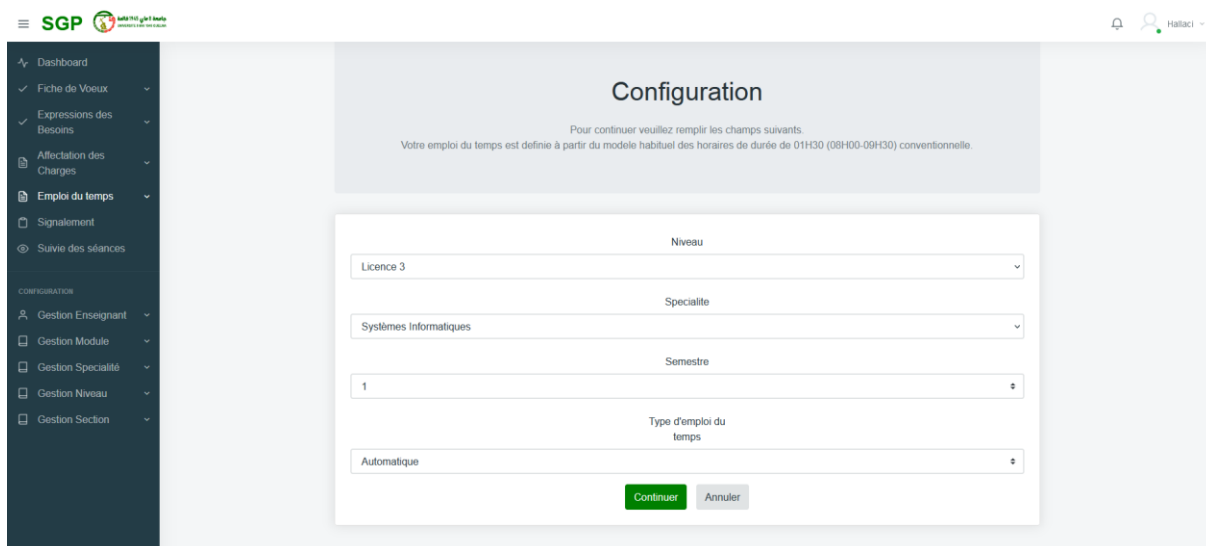 SGP
Hallaci
Dashboard
Fiche de Voeux
Expressions des
Besoins
Affectation des
Charges
Emploi du temps
Signalement
Suivie des séances
CONFIGURATION
Gestion Enseignant
Gestion Module
Gestion Specialité
Gestion Niveau
Gestion Section
Configuration
Pour continuer veuillez remplir les champs suivants.
Votre emploi du temps est definie à partir du modele habituel des horaires de durée de 01H30 (08H00-09H30) conventionnelle.
Niveau
Licence 3
Specialite
Systèmes Informatiques
Semestre
1
Type d'emploi du
temps
Automatique
Continuer
Annuler